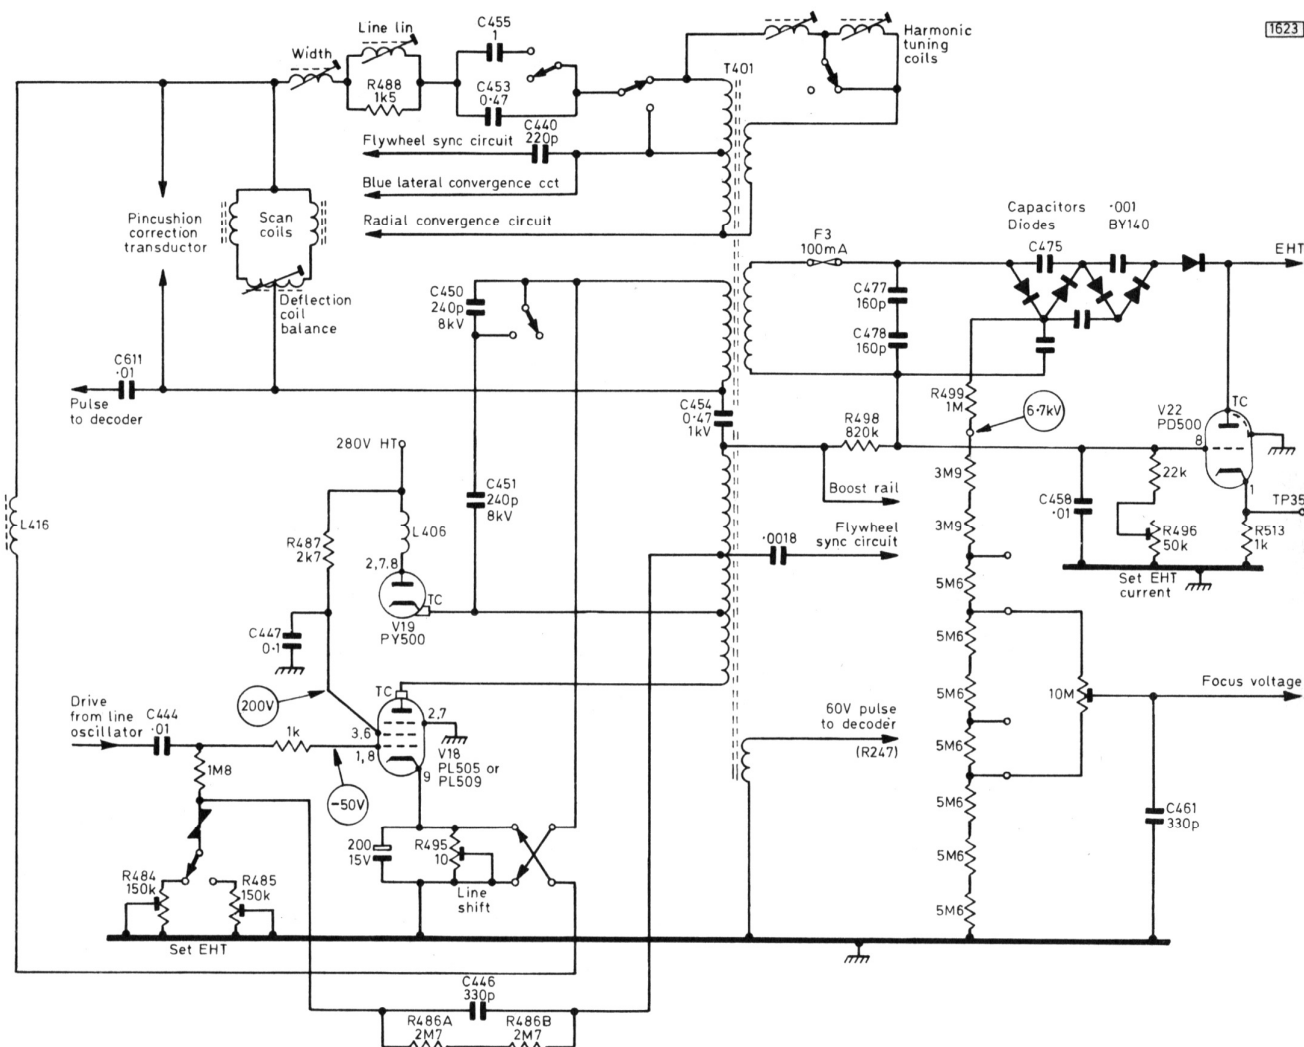 1623
C455
1
Line lin
Width
R488
1k5
C453
0·47
C440
220p
Harmonic
tuning
coils
T401
Flywheel sync circuit
Blue lateral convergence cct
Radial convergence circuit
Pincushion
correction
transductor
Scan
coils
Deflection
coil
balance
F3
100mA
Capacitors ·001
Diodes BY140
C475
EHT
C477
160p
C478
160p
C450
240p
8kV
C611
·01
Pulse
to decoder
C454
0·47
1kV
R498
820k
R499
1M
6·7kV
V22
PD500
TC
8
1
TP35
280V HT
C451
240p
8kV
Boost rail
3M9
C458
·01
22k
R496
50k
R513
1k
Set EHT
current
L416
R487
2k7
L406
2,7,8
TC
V19
PY500
·0018
Flywheel
sync circuit
3M9
5M6
5M6
C447
0·1
200V
TC
2,7
3,6
1,8
9
V18
PL505 or
PL509
Drive
from line
oscillator
C444
·01
1k
-50V
1M8
60V pulse
to decoder
(R247)
5M6
10M
Focus voltage
5M6
5M6
5M6
5M6
C461
330p
R484
150k
R485
150k
Set EHT
200
15V
R495
10
Line
shift
C446
330p
R486A
2M7
R486B
2M7